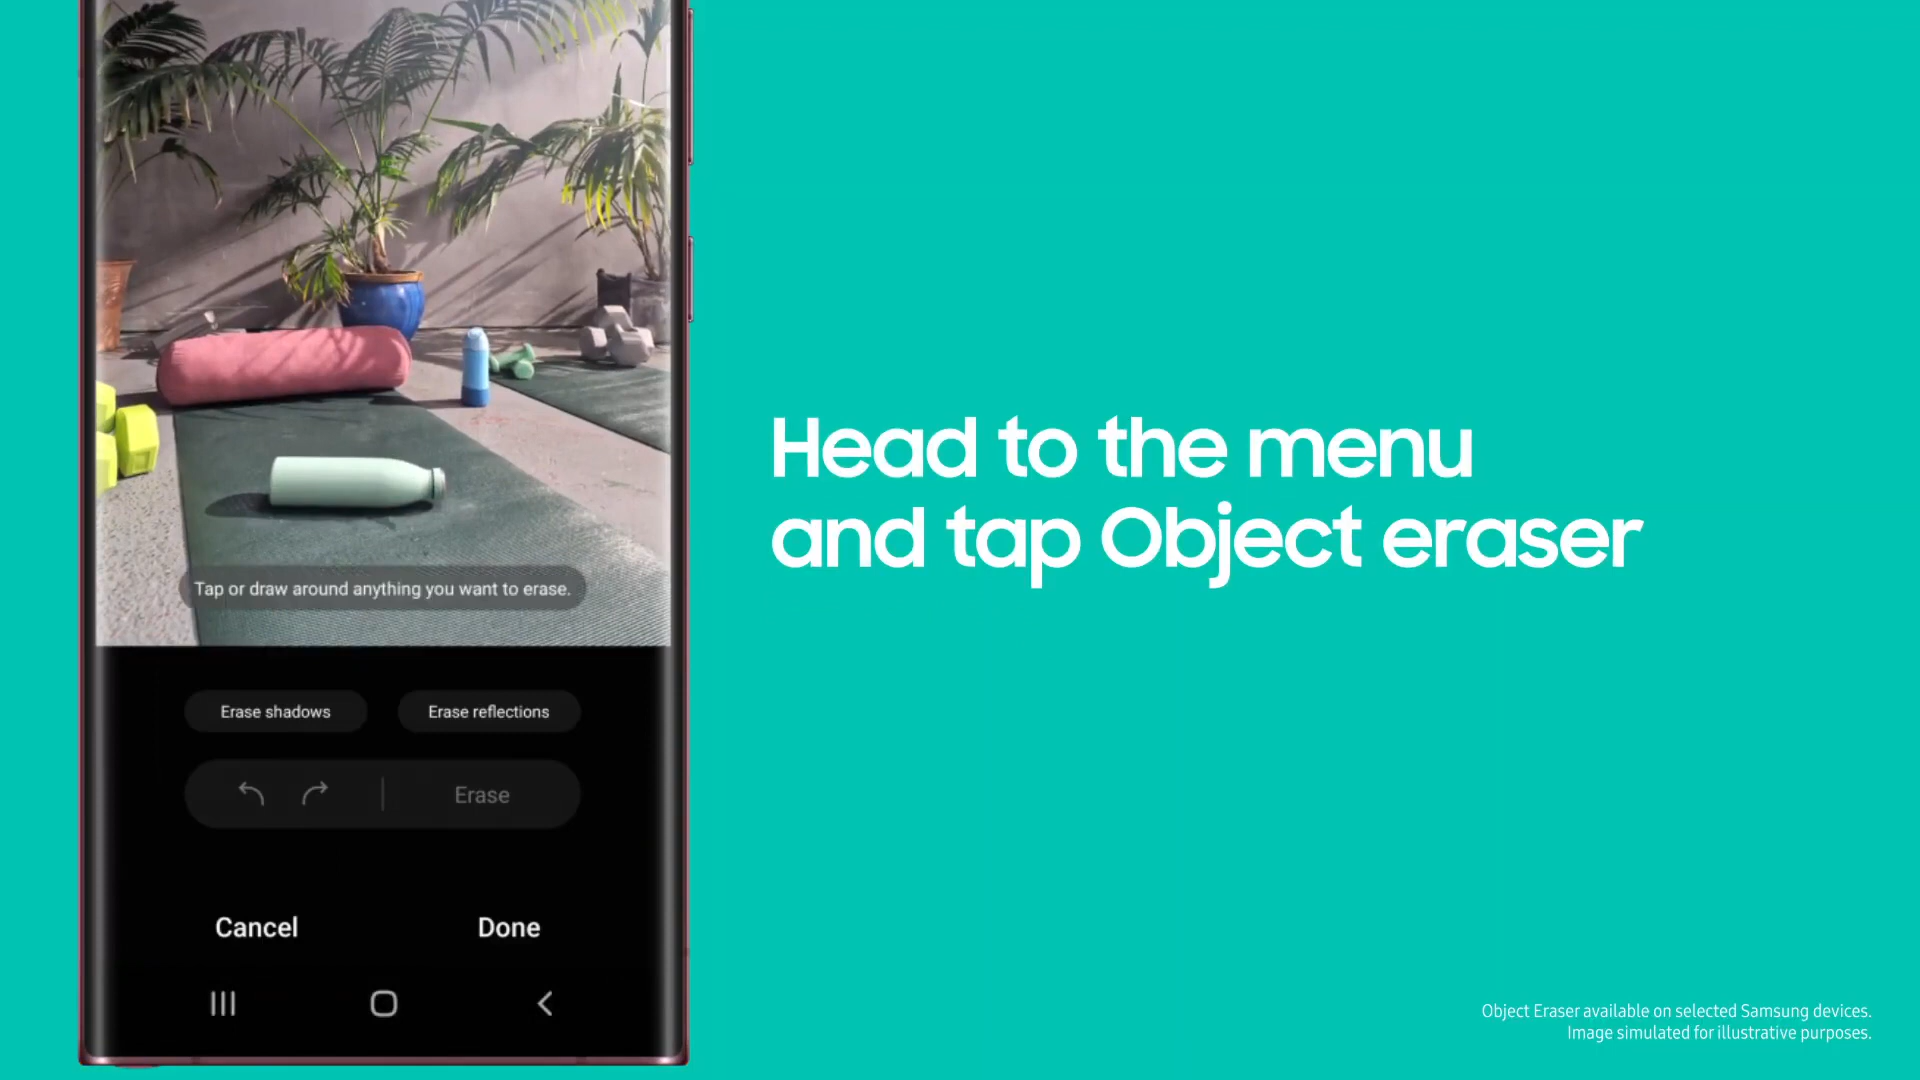 Tap or draw around anything you want to erase.
Erase shadows
Erase reflections
Erase
Cancel
Done
Head to the menu
and tap Object eraser
Object Eraser available on selected Samsung devices.
Image simulated for illustrative purposes.